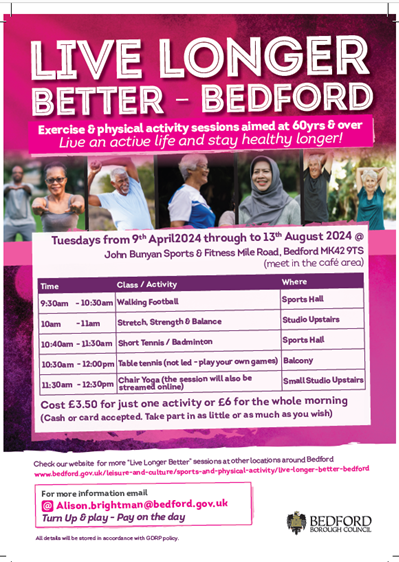 LIVE LONGER
BETTER – BEDFORD
Exercise & physical activity sessions aimed at 60yrs & over
Live an active life and stay healthy longer!
Tuesdays from 9th April2024 through to 13th August 2024 @
John Bunyan Sports & Fitness Mile Road, Bedford MK42 9TS
(meet in the café area)
Time Class / Activity Where
9:30am - 10:30am Walking Football Sports Hall
10am -11am Stretch, Strength & Balance Studio Upstairs
10:40am - 11:30am Short Tennis / Badminton Sports Hall
10:30am - 12:00pm Table tennis (not led - play your own games) Balcony
11:30am - 12:30pm Chair Yoga (the session will also be streamed online) Small Studio Upstairs
Cost £3.50 for just one activity or £6 for the whole morning
(Cash or card accepted. Take part in as little or as much as you wish)
Check our website for more "Live Longer Better" sessions at other locations around Bedford
www.bedford.gov.uk/leisure-and-culture/sports-and-physical-activity/live-longer-better-bedford
For more information email
@ Alison.brightman@bedford.gov.uk
Turn Up & play - Pay on the day
BEDFORD
BOROUGH COUNCIL
All details will be stored in accordance with GDRP policy.